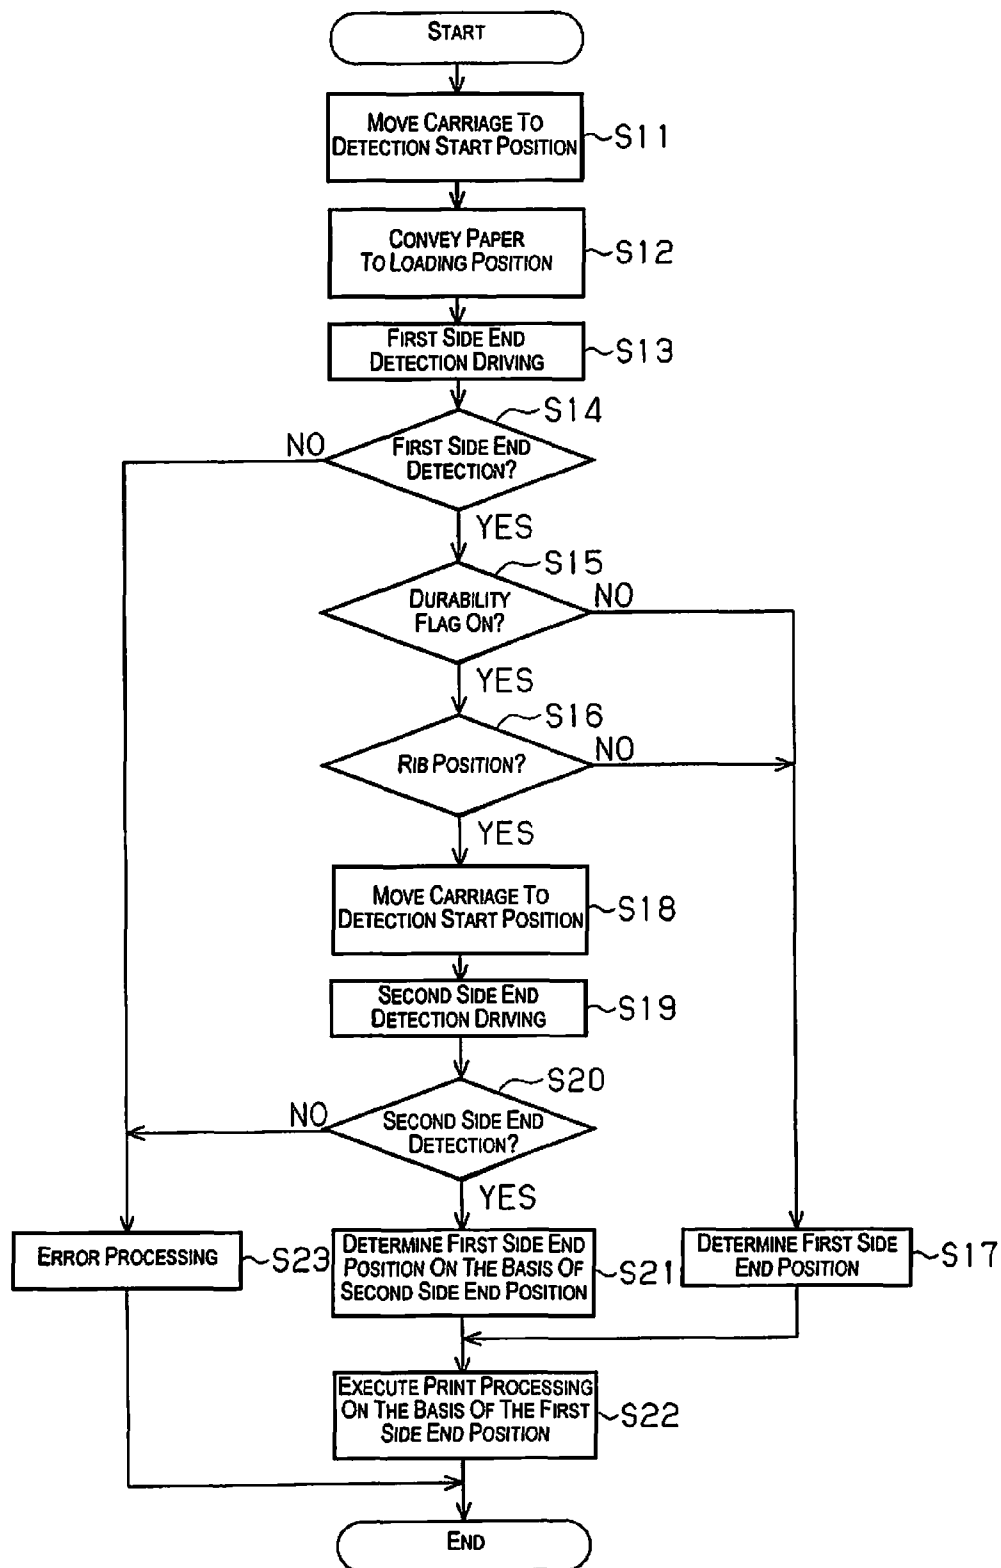 START
MOVE CARRIAGE TO
DETECTION START POSITION
S11
CONVEY PAPER
TO LOADING POSITION
S12
FIRST SIDE END
DETECTION DRIVING
S13
S14
NO
FIRST SIDE END
DETECTION?
YES
S15
DURABILITY
FLAG ON?
NO
YES
S16
RIB POSITION?
NO
YES
MOVE CARRIAGE TO
DETECTION START POSITION
S18
SECOND SIDE END
DETECTION DRIVING
S19
S20
NO
SECOND SIDE END
DETECTION?
YES
ERROR PROCESSING
S23
DETERMINE FIRST SIDE END
POSITION ON THE BASIS OF
SECOND SIDE END POSITION
S21
DETERMINE FIRST SIDE
END POSITION
S17
EXECUTE PRINT PROCESSING
ON THE BASIS OF THE FIRST
SIDE END POSITION
S22
END